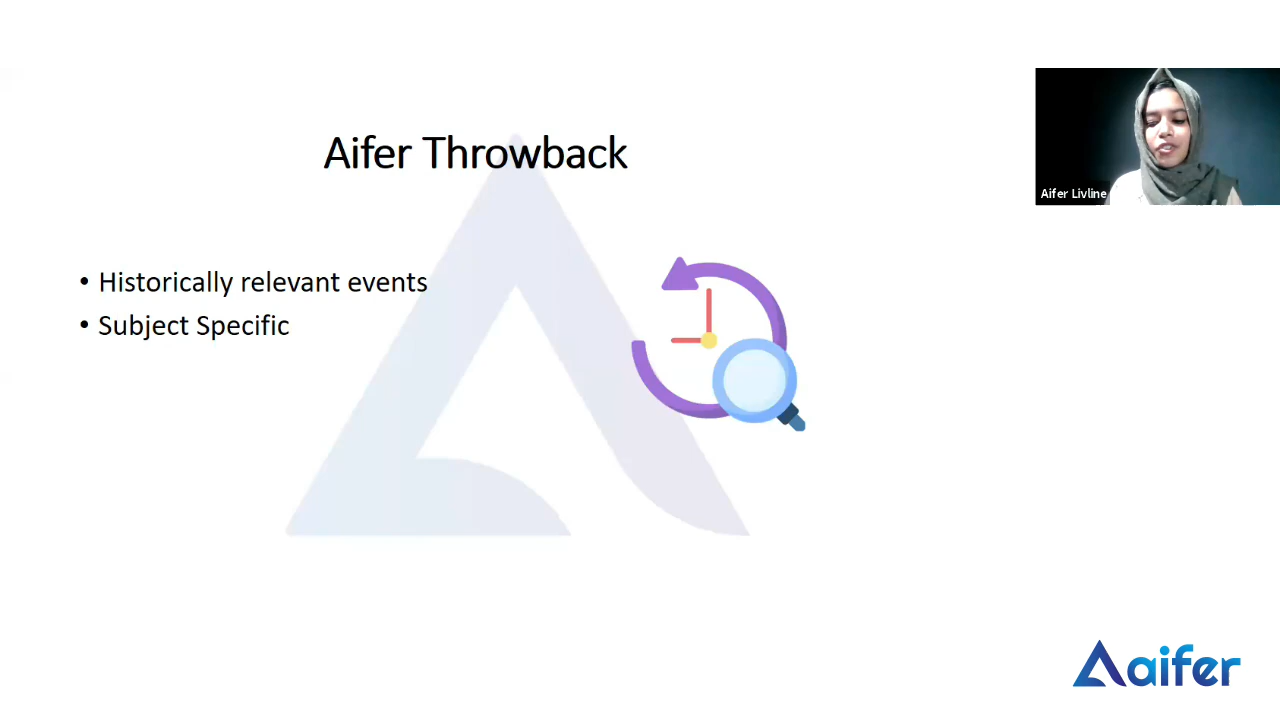 Aifer Throwback
Aifer Livline
• Historically relevant events
• Subject Specific
aifer